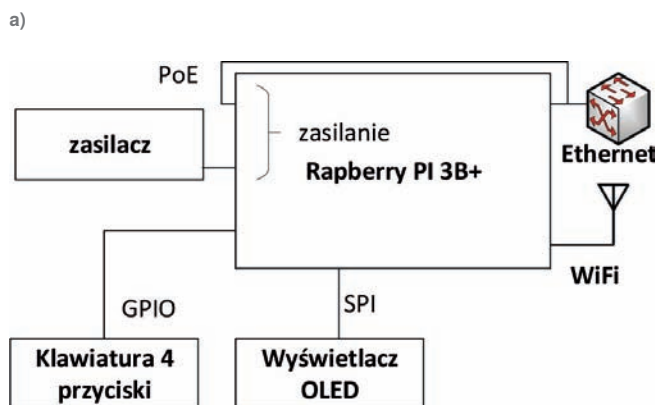 a)
PoE
zasilacz
zasilanie
Rapberry PI 3B+
Ethernet
WiFi
GPIO
SPI
Klawiatura 4
przyciski
Wyświetlacz
OLED